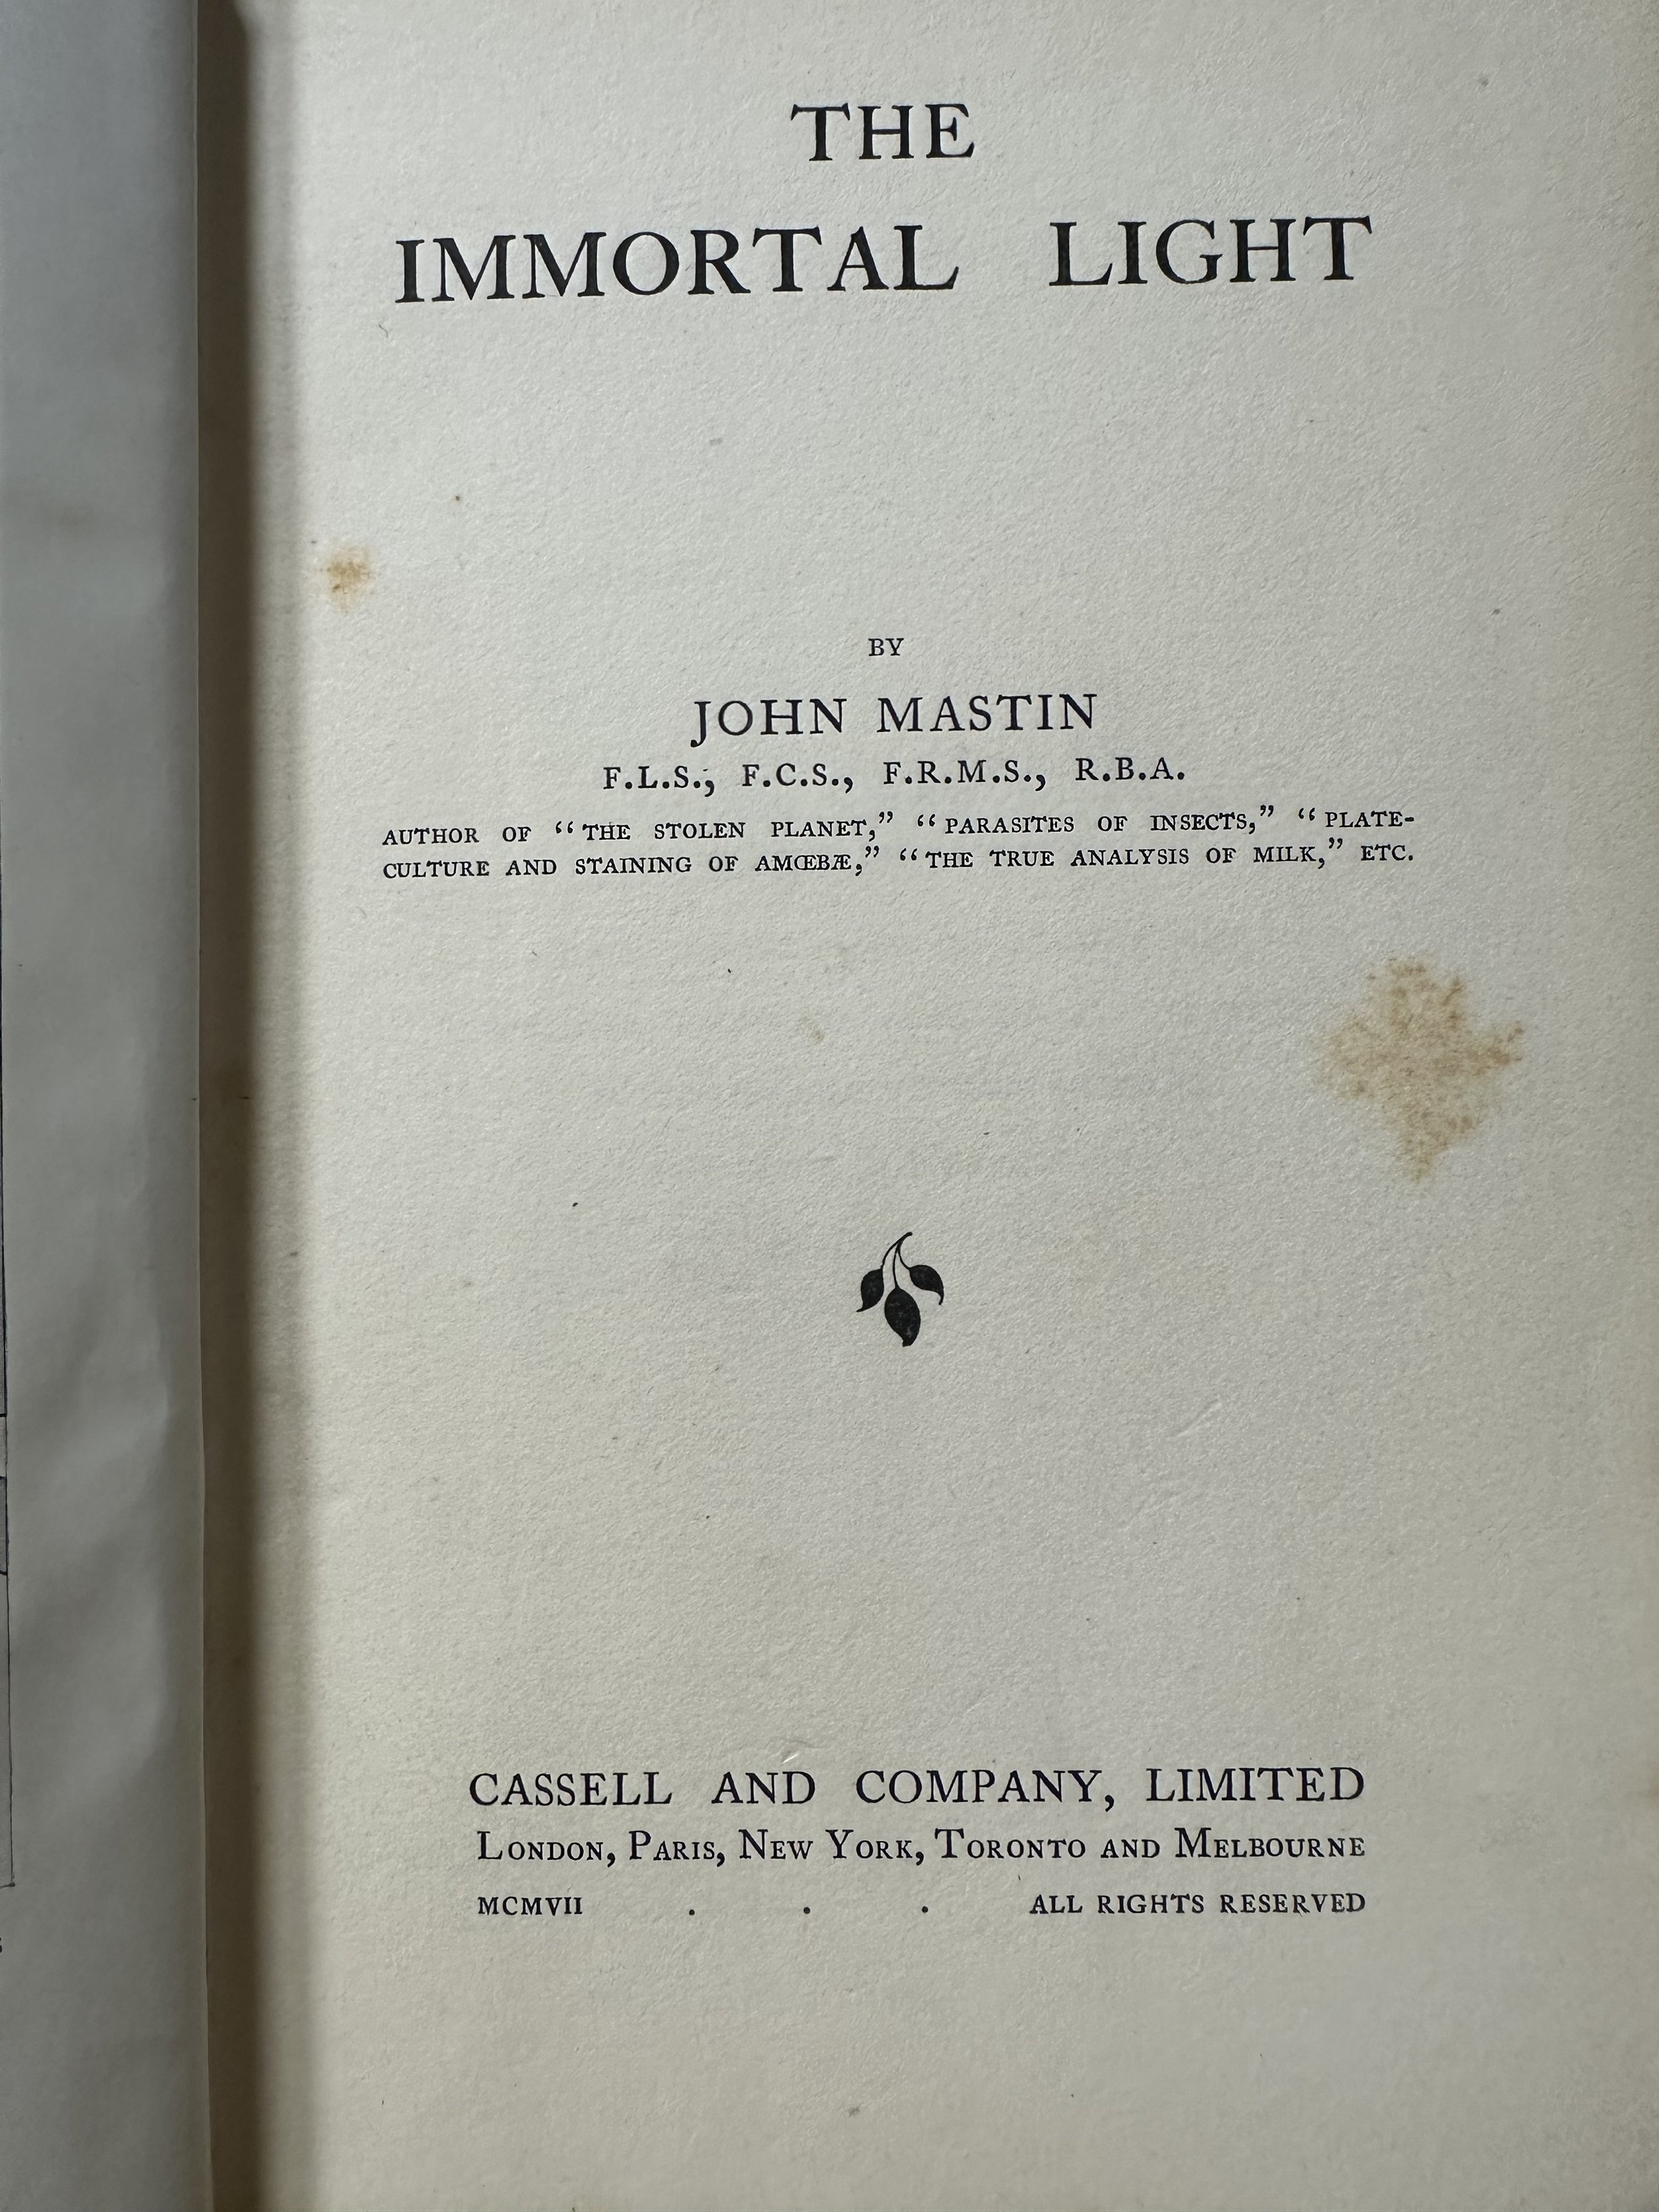 THE
IMMORTAL LIGHT
BY
JOHN MASTIN
F.L.S., F.C.S., F.R.M.S., R.B.A.
AUTHOR OF “THE STOLEN PLANET,” “PARASITES OF INSECTS,” “PLATE-
CULTURE AND STAINING OF AMŒBÆ,” “THE TRUE ANALYSIS OF MILK,” ETC.
CASSELL AND COMPANY, LIMITED
LONDON, PARIS, NEW YORK, TORONTO AND MELBOURNE
MCMVII . . . ALL RIGHTS RESERVED